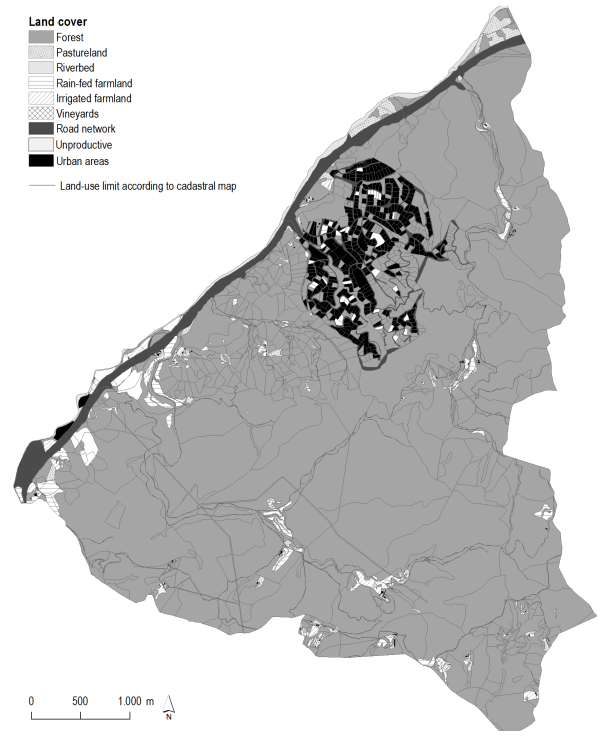 Land cover
Forest
Pastureland
Riverbed
Rain-fed farmland
Irrigated farmland
Vineyards
Road network
Unproductive
Urban areas
Land-use limit according to cadastral map
0 500 1.000 m
N